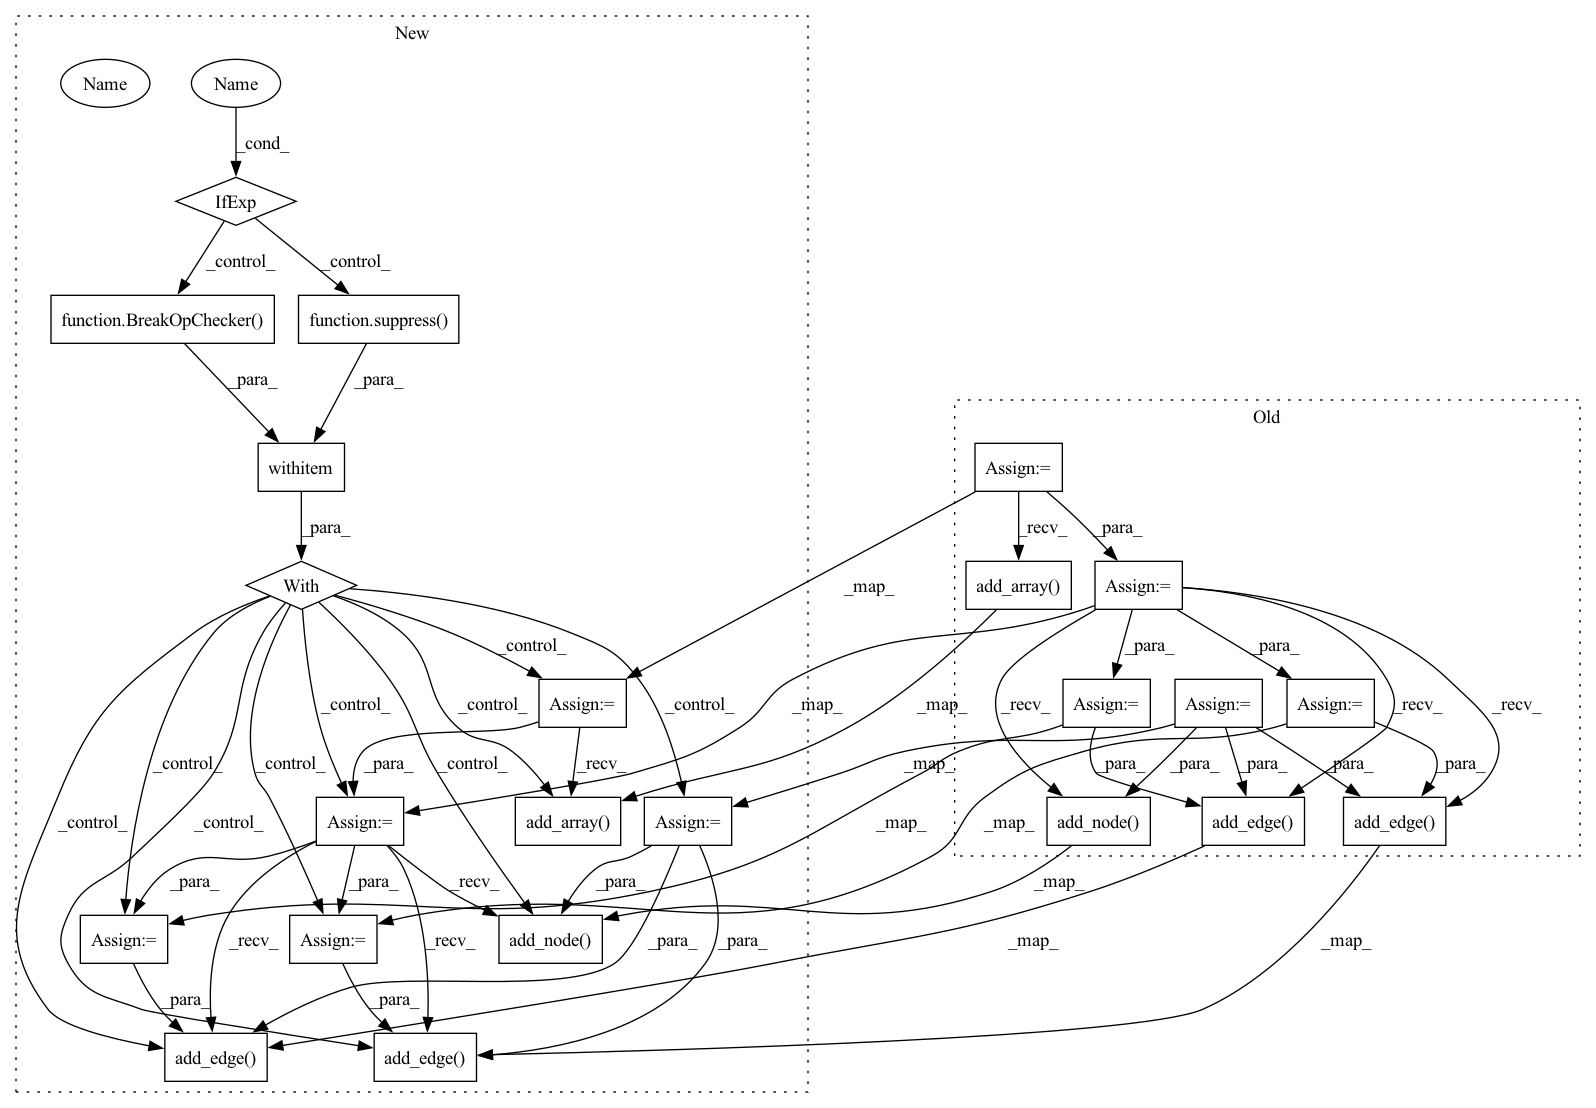 New
Name
Name
_cond_
IfExp
_control_
_control_
function.BreakOpChecker()
function.suppress()
_para_
_para_
Old
withitem
Assign:=
_para_
_recv_
_para_
With
add_array()
Assign:=
_map_
_control_
_para_
_para_
Assign:=
_control_
_control_
_control_
_map_
_map_
_recv_
Assign:=
Assign:=
Assign:=
_recv_
_recv_
_control_
_control_
_control_
_para_
_recv_
_map_
_para_
_para_
_para_
_para_
_para_
_control_
_control_
Assign:=
add_array()
Assign:=
_map_
_map_
add_node()
add_edge()
add_edge()
_para_
_para_
_recv_
_para_
_map_
Assign:=
Assign:=
add_node()
_recv_
_recv_
_para_
_para_
_map_
_map_
_para_
_para_
add_edge()
add_edge()